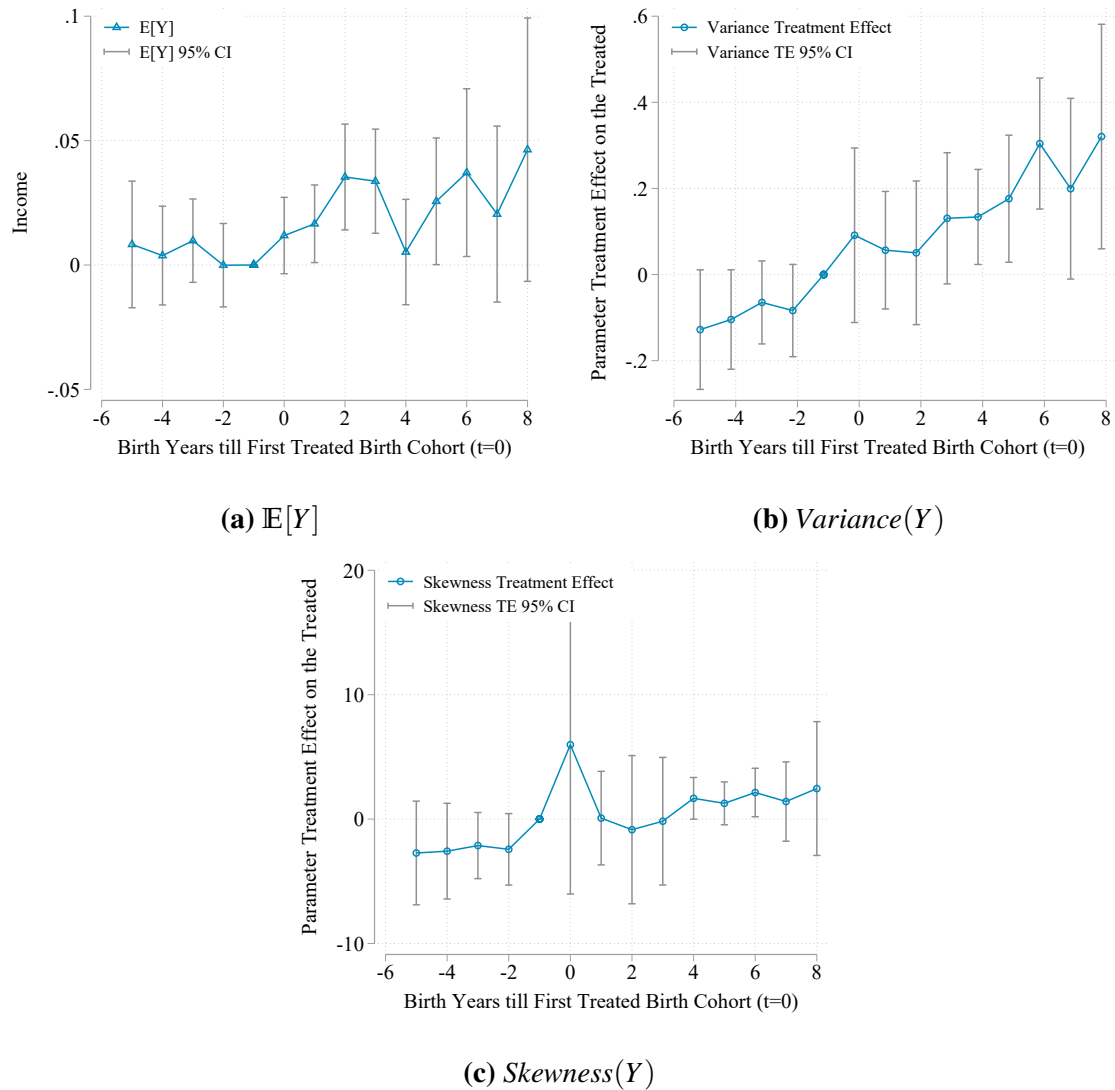 E[Y]
E[Y] 95% CI
Income
.1
.05
0
-.05
-6
-4
-2
0
2
4
6
8
Birth Years till First Treated Birth Cohort (t=0)
(a) 𝔼[Y]
Variance Treatment Effect
Variance TE 95% CI
Parameter Treatment Effect on the Treated
.6
.4
.2
0
-.2
-6
-4
-2
0
2
4
6
8
Birth Years till First Treated Birth Cohort (t=0)
(b) Variance(Y)
Skewness Treatment Effect
Skewness TE 95% CI
Parameter Treatment Effect on the Treated
20
10
0
-10
-6
-4
-2
0
2
4
6
8
Birth Years till First Treated Birth Cohort (t=0)
(c) Skewness(Y)